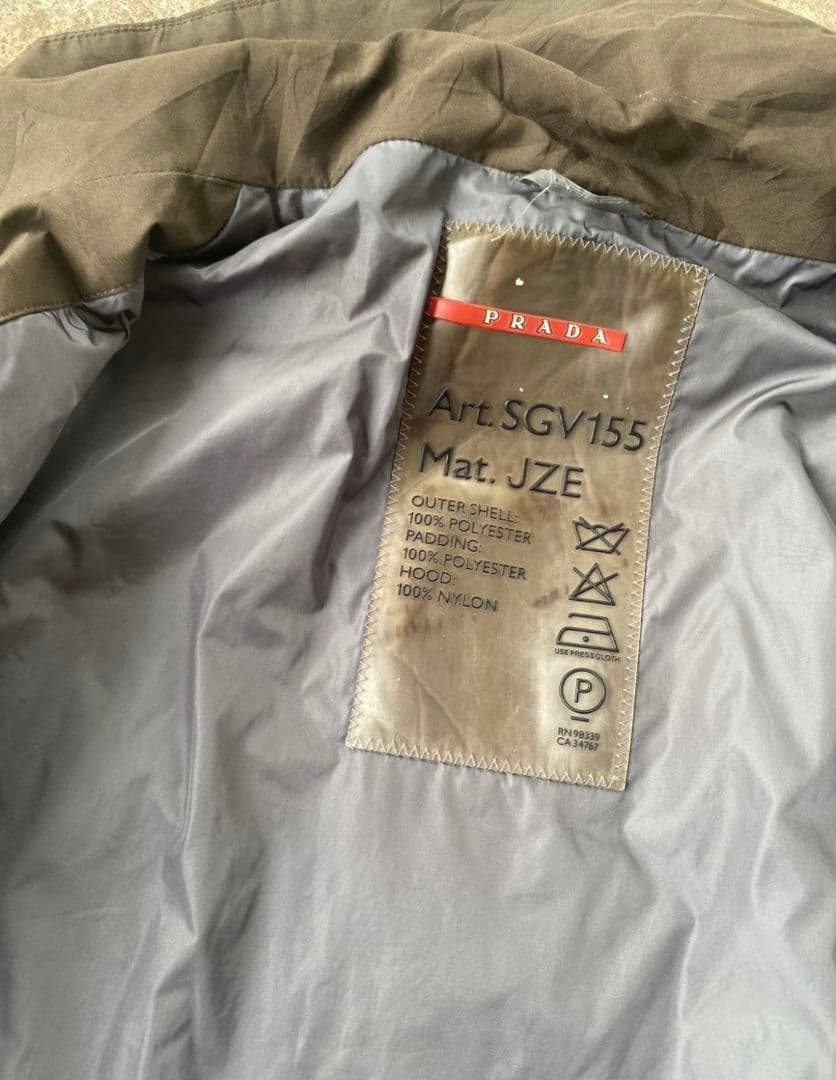 PRADA
Art. SGV155
Mat. JZE
OUTER SHELL:
100% POLYESTER
PADDING:
100% POLYESTER
HOOD:
100% NYLON
USE PRESS CLOTH
P
RN 98339
CA 34767